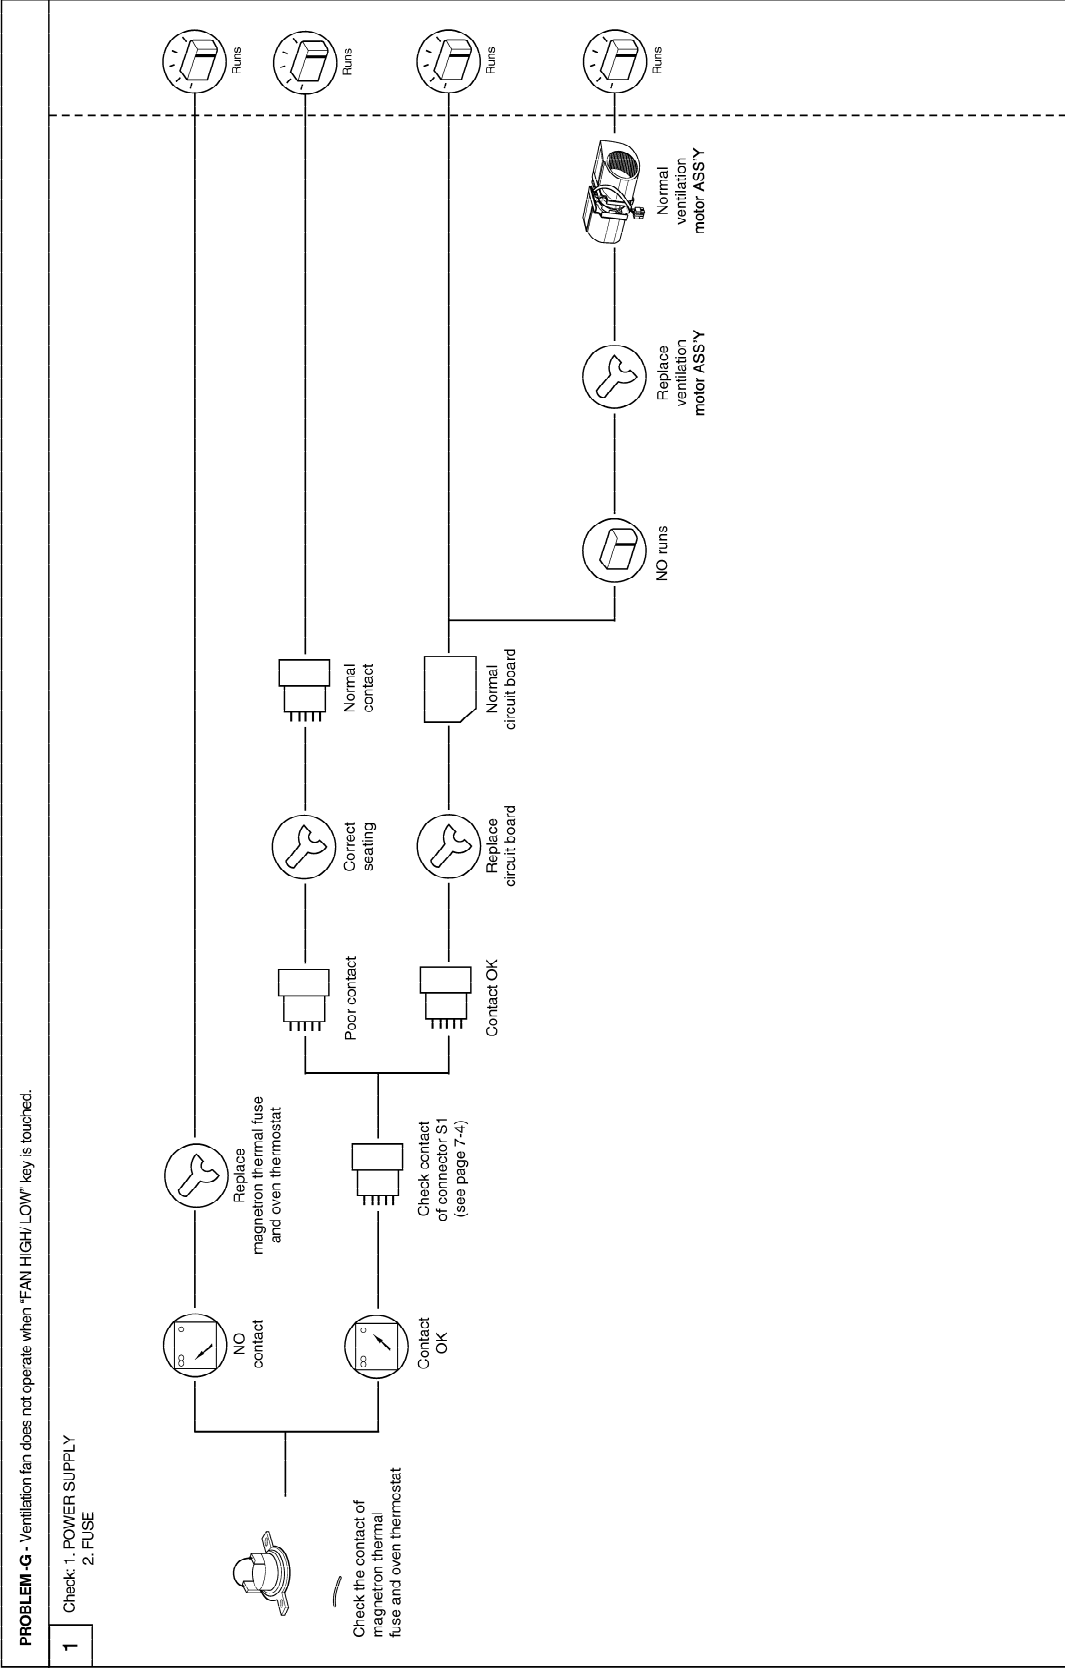 PROBLEM -G - Ventilation fan does not operate when "FAN HIGH/ LOW" key is touched.
1
Check: 1. POWER SUPPLY
2. FUSE
Check the contact of
magnetron thermal
fuse and oven thermostat
NO
contact
Replace
magnetron thermal fuse
and oven thermostat
Runs
Contact
OK
Check contact
of connector S1
(see page 7-4)
Poor contact
Correct
seating
Normal
contact
Runs
Contact OK
Replace
circuit board
Normal
circuit board
Runs
NO runs
Replace
ventilation
motor ASS'Y
Normal
ventilation
motor ASS'Y
Runs